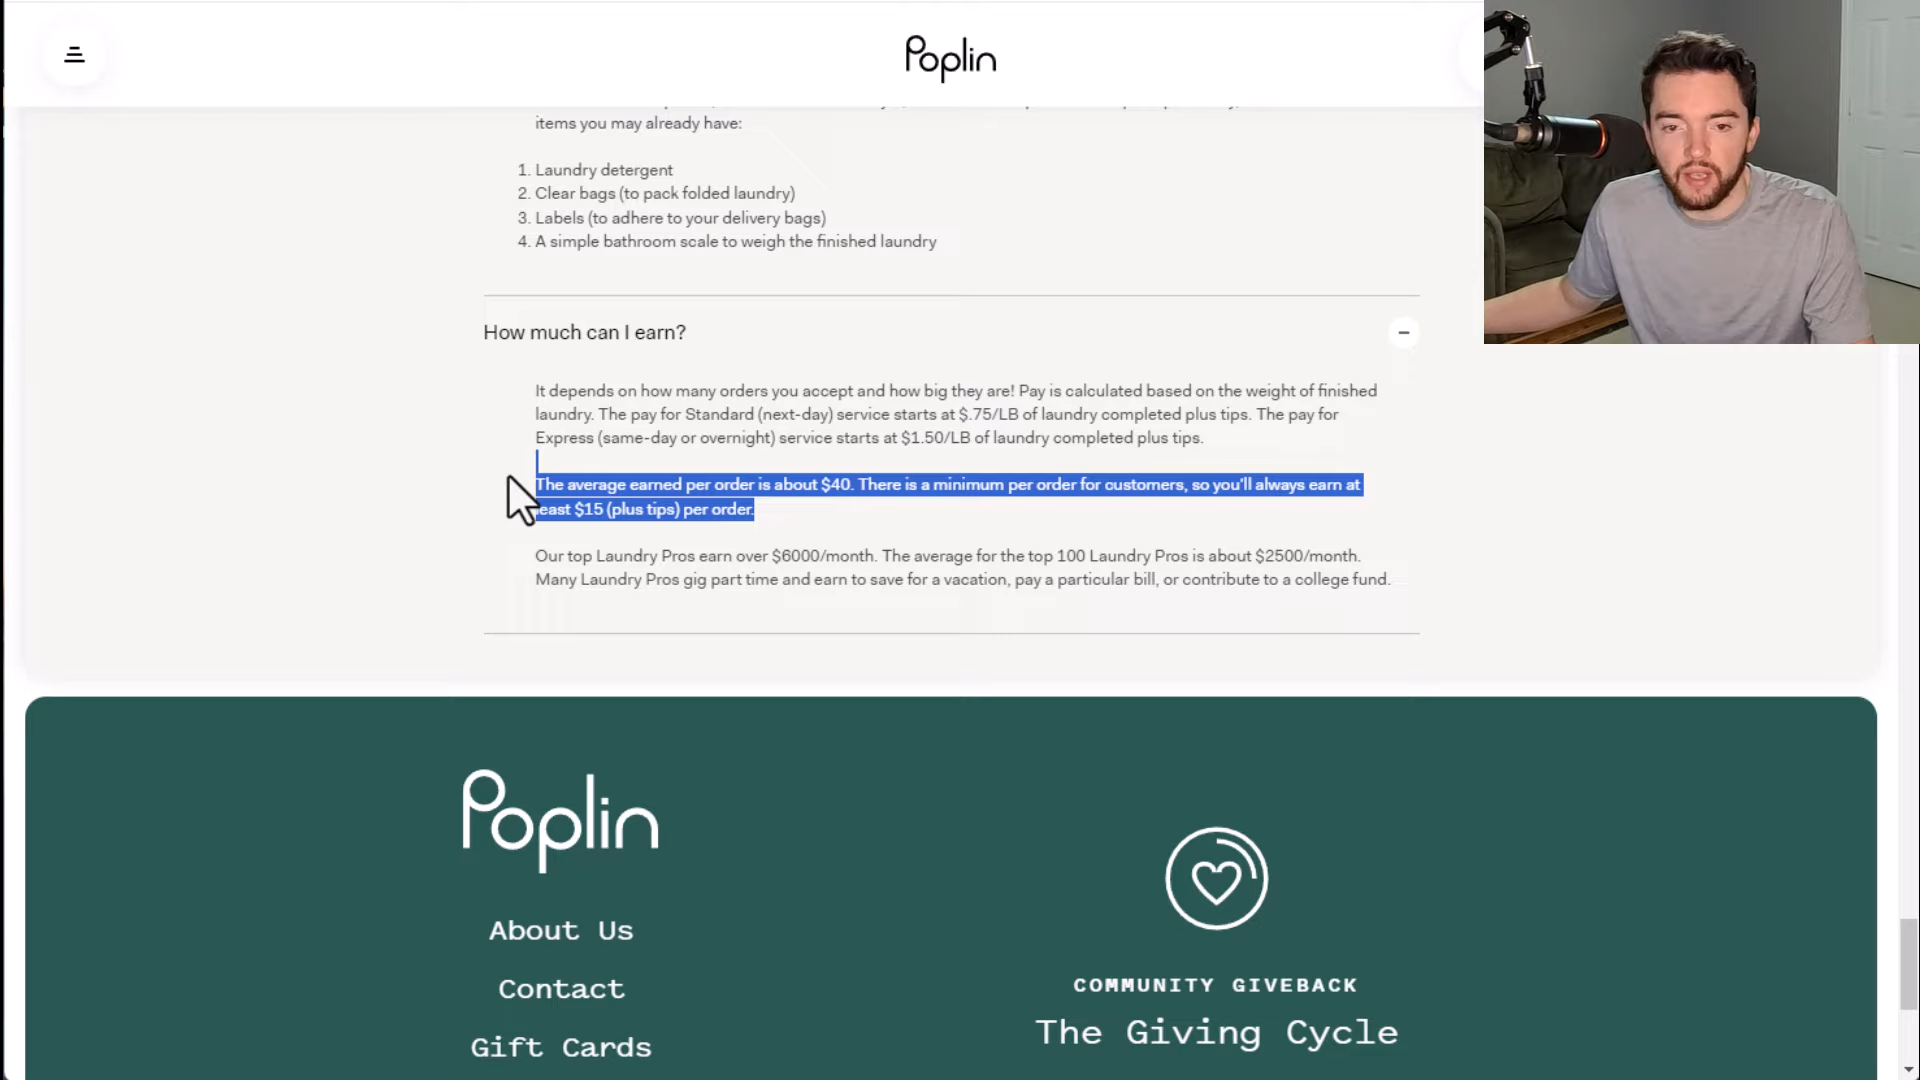 Poplin
items you may already have:
1. Laundry detergent
2. Clear bags (to pack folded laundry)
3. Labels (to adhere to your delivery bags)
4. A simple bathroom scale to weigh the finished laundry
How much can I earn?
It depends on how many orders you accept and how big they are! Pay is calculated based on the weight of finished
laundry. The pay for Standard (next-day) service starts at $.75/LB of laundry completed plus tips. The pay for
Express (same-day or overnight) service starts at $1.50/LB of laundry completed plus tips.
The average earned per order is about $40. There is a minimum per order for customers, so you'll always earn at
least $15 (plus tips) per order.
Our top Laundry Pros earn over $6000/month. The average for the top 100 Laundry Pros is about $2500/month.
Many Laundry Pros gig part time and earn to save for a vacation, pay a particular bill, or contribute to a college fund.
Poplin
About Us
Contact
Gift Cards
COMMUNITY GIVEBACK
The Giving Cycle